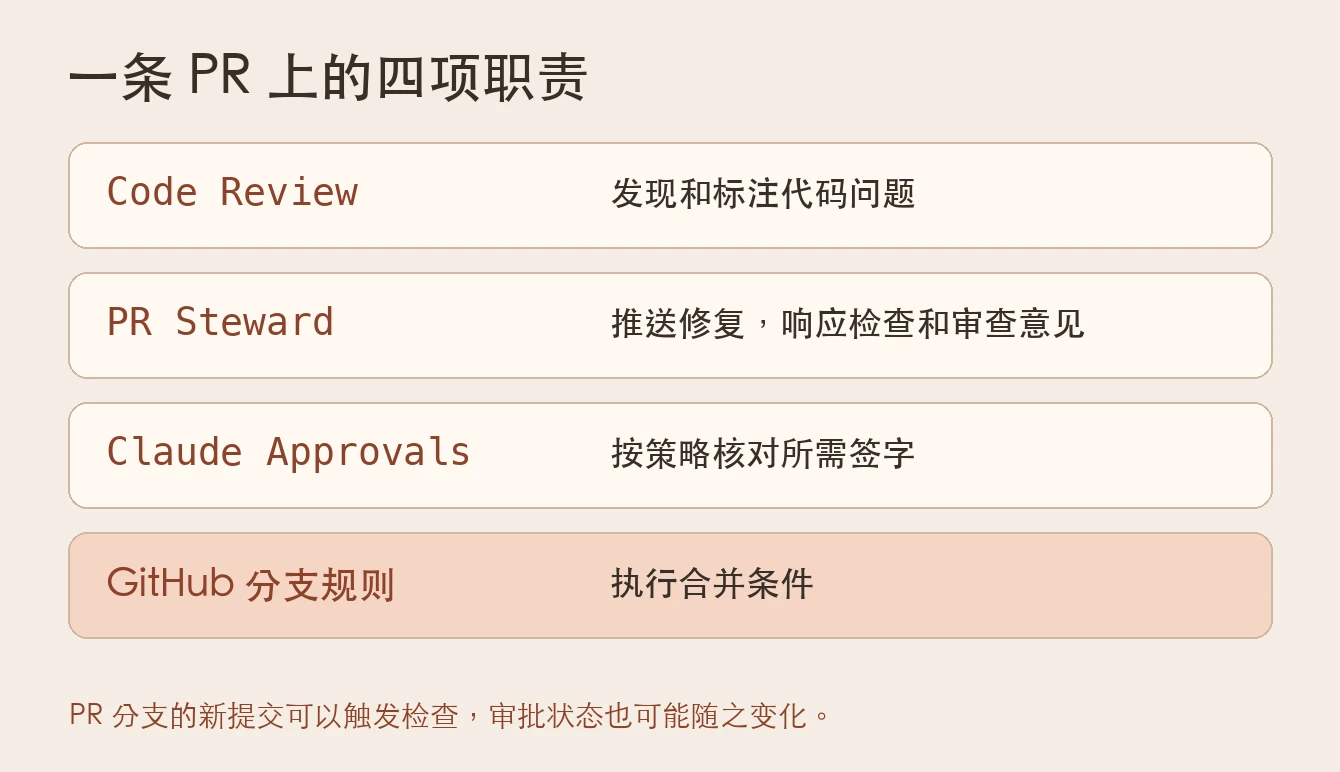 一条 PR 上的四项职责
Code Review 发现和标注代码问题
PR Steward 推送修复，响应检查和审查意见
Claude Approvals 按策略核对所需签字
GitHub 分支规则 执行合并条件
PR 分支的新提交可以触发检查，审批状态也可能随之变化。